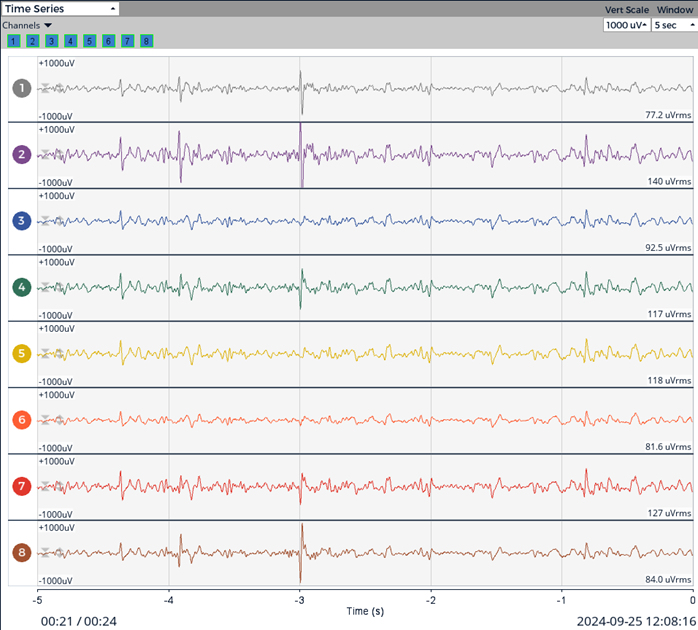 Time Series
Vert Scale Window
Channels
1000 uV 5 sec
1 2 3 4 5 6 7 8
+1000uV
1
-1000uV
77.2 uVrms
+1000uV
2
-1000uV
140 uVrms
+1000uV
3
-1000uV
92.5 uVrms
+1000uV
4
-1000uV
117 uVrms
+1000uV
5
-1000uV
118 uVrms
+1000uV
6
-1000uV
81.6 uVrms
+1000uV
7
-1000uV
127 uVrms
+1000uV
8
-1000uV
84.0 uVrms
-5 -4 -3 -2 -1 0
Time (s)
00:21 / 00:24 2024-09-25 12:08:16